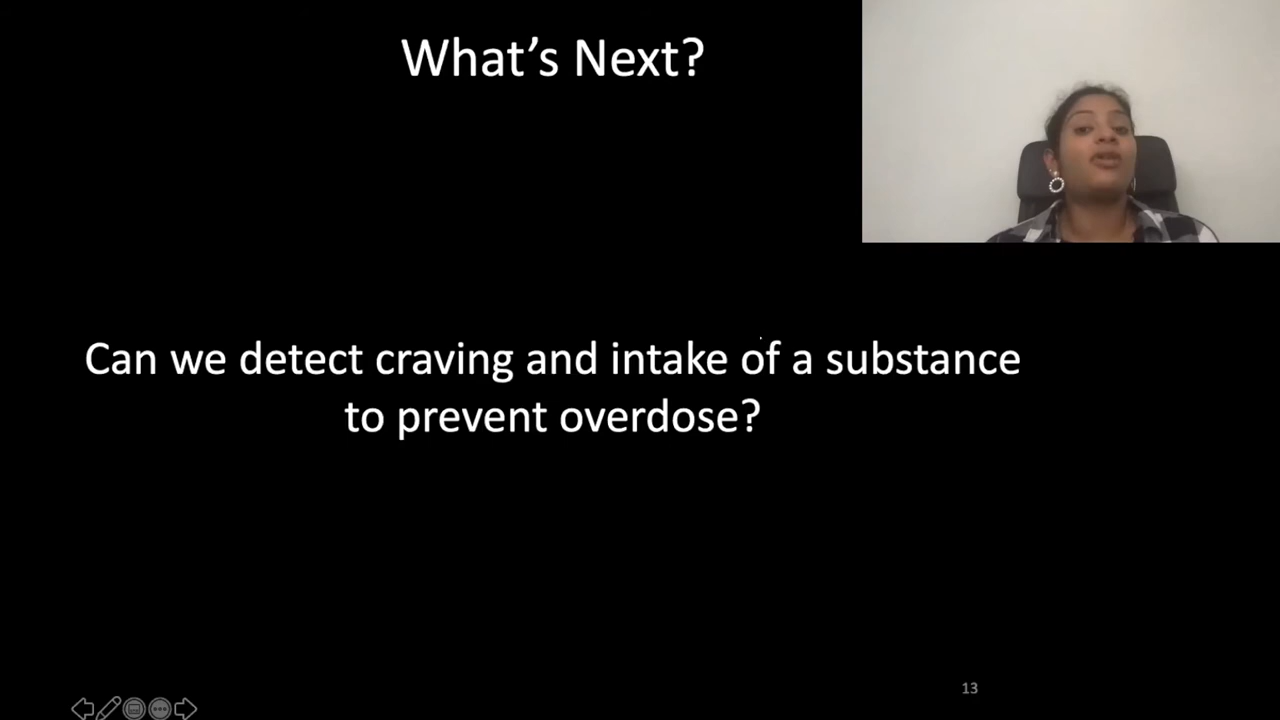 What’s Next?
Can we detect craving and intake of a substance
to prevent overdose?
13